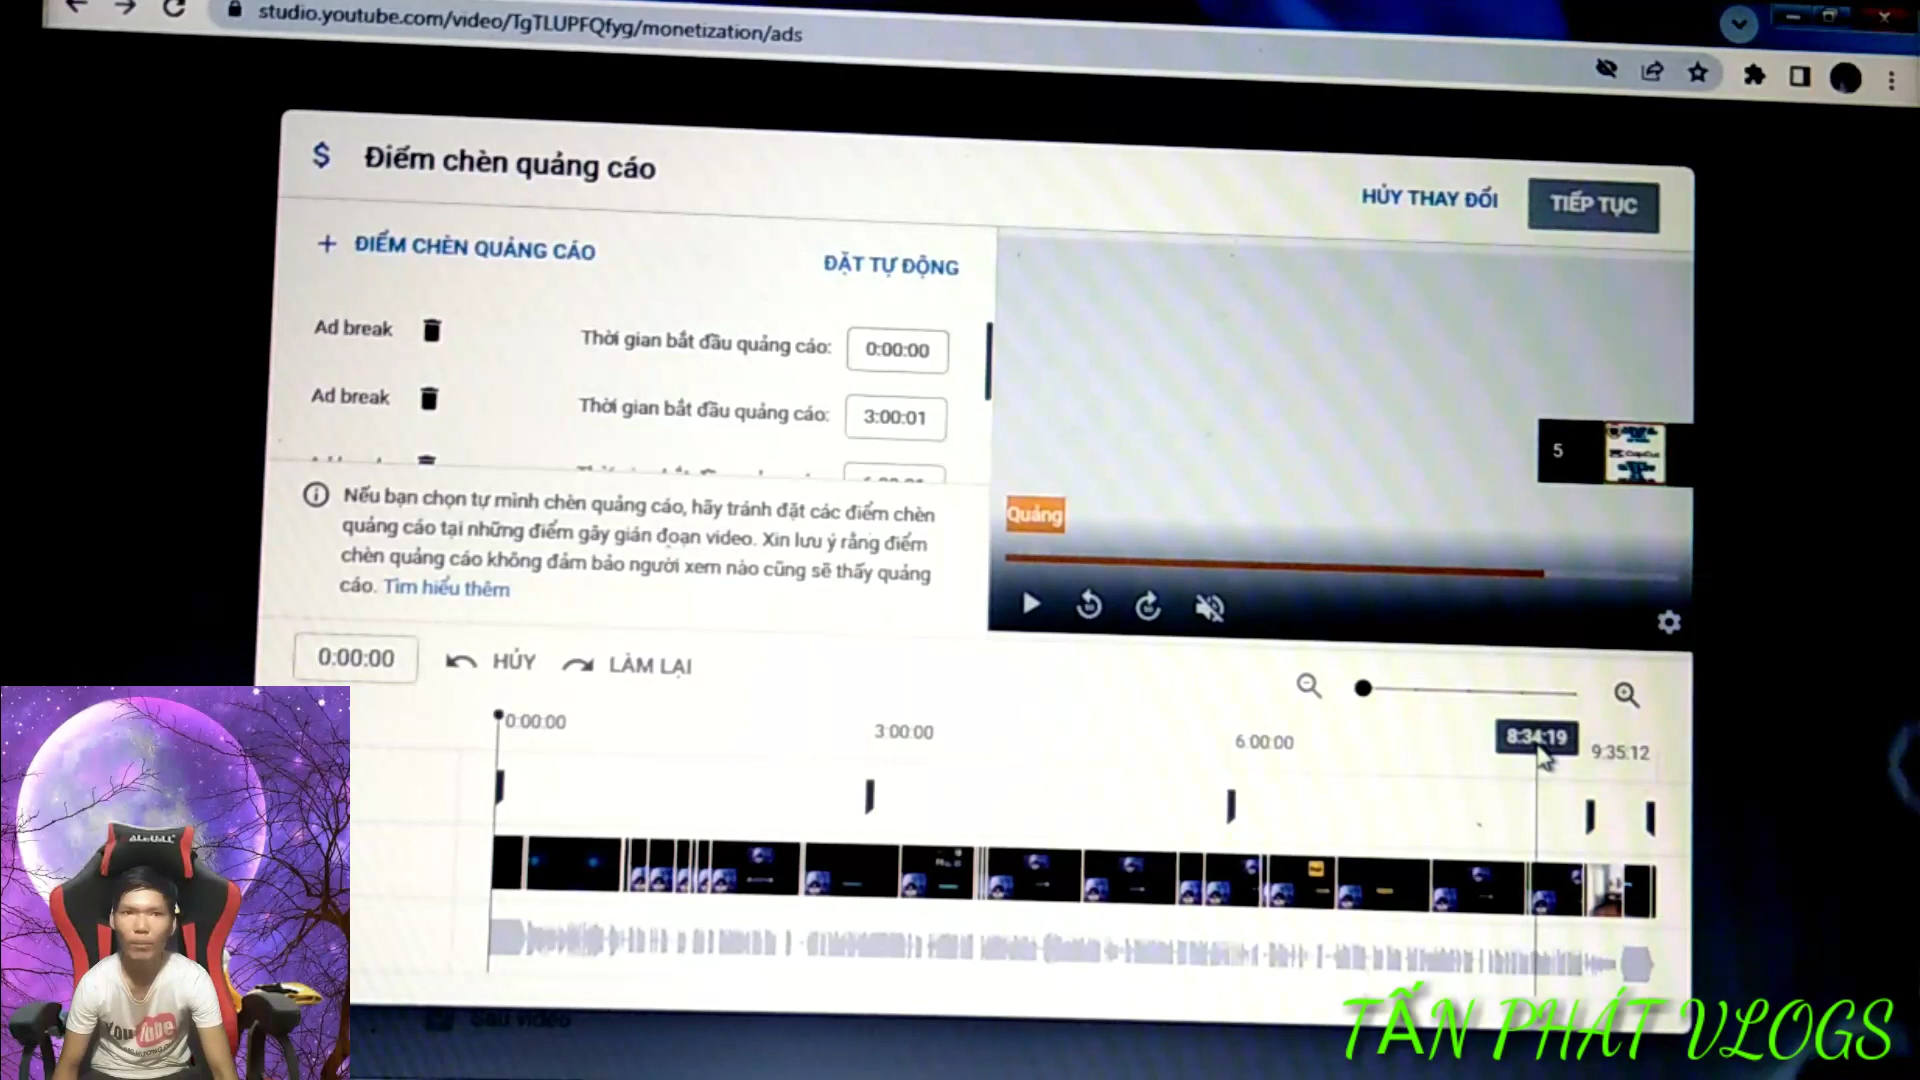 studio.youtube.com/video/TgTLUPFQfyg/monetization/ads
$ Điểm chèn quảng cáo
HỦY THAY ĐỔI
TIẾP TỤC
+ ĐIỂM CHÈN QUẢNG CÁO
ĐẶT TỰ ĐỘNG
Ad break
Thời gian bắt đầu quảng cáo:
0:00:00
Ad break
Thời gian bắt đầu quảng cáo:
3:00:01
5
Quảng
Nếu bạn chọn tự mình chèn quảng cáo, hãy tránh đặt các điểm chèn
quảng cáo tại những điểm gây gián đoạn video. Xin lưu ý rằng điểm
chèn quảng cáo không đảm bảo người xem nào cũng sẽ thấy quảng
cáo. Tìm hiểu thêm
0:00:00
HỦY
LÀM LẠI
0:00:00
3:00:00
6:00:00
8:34:19
9:35:12
Sau video
YouTube
TẤN PHÁT VLOGS